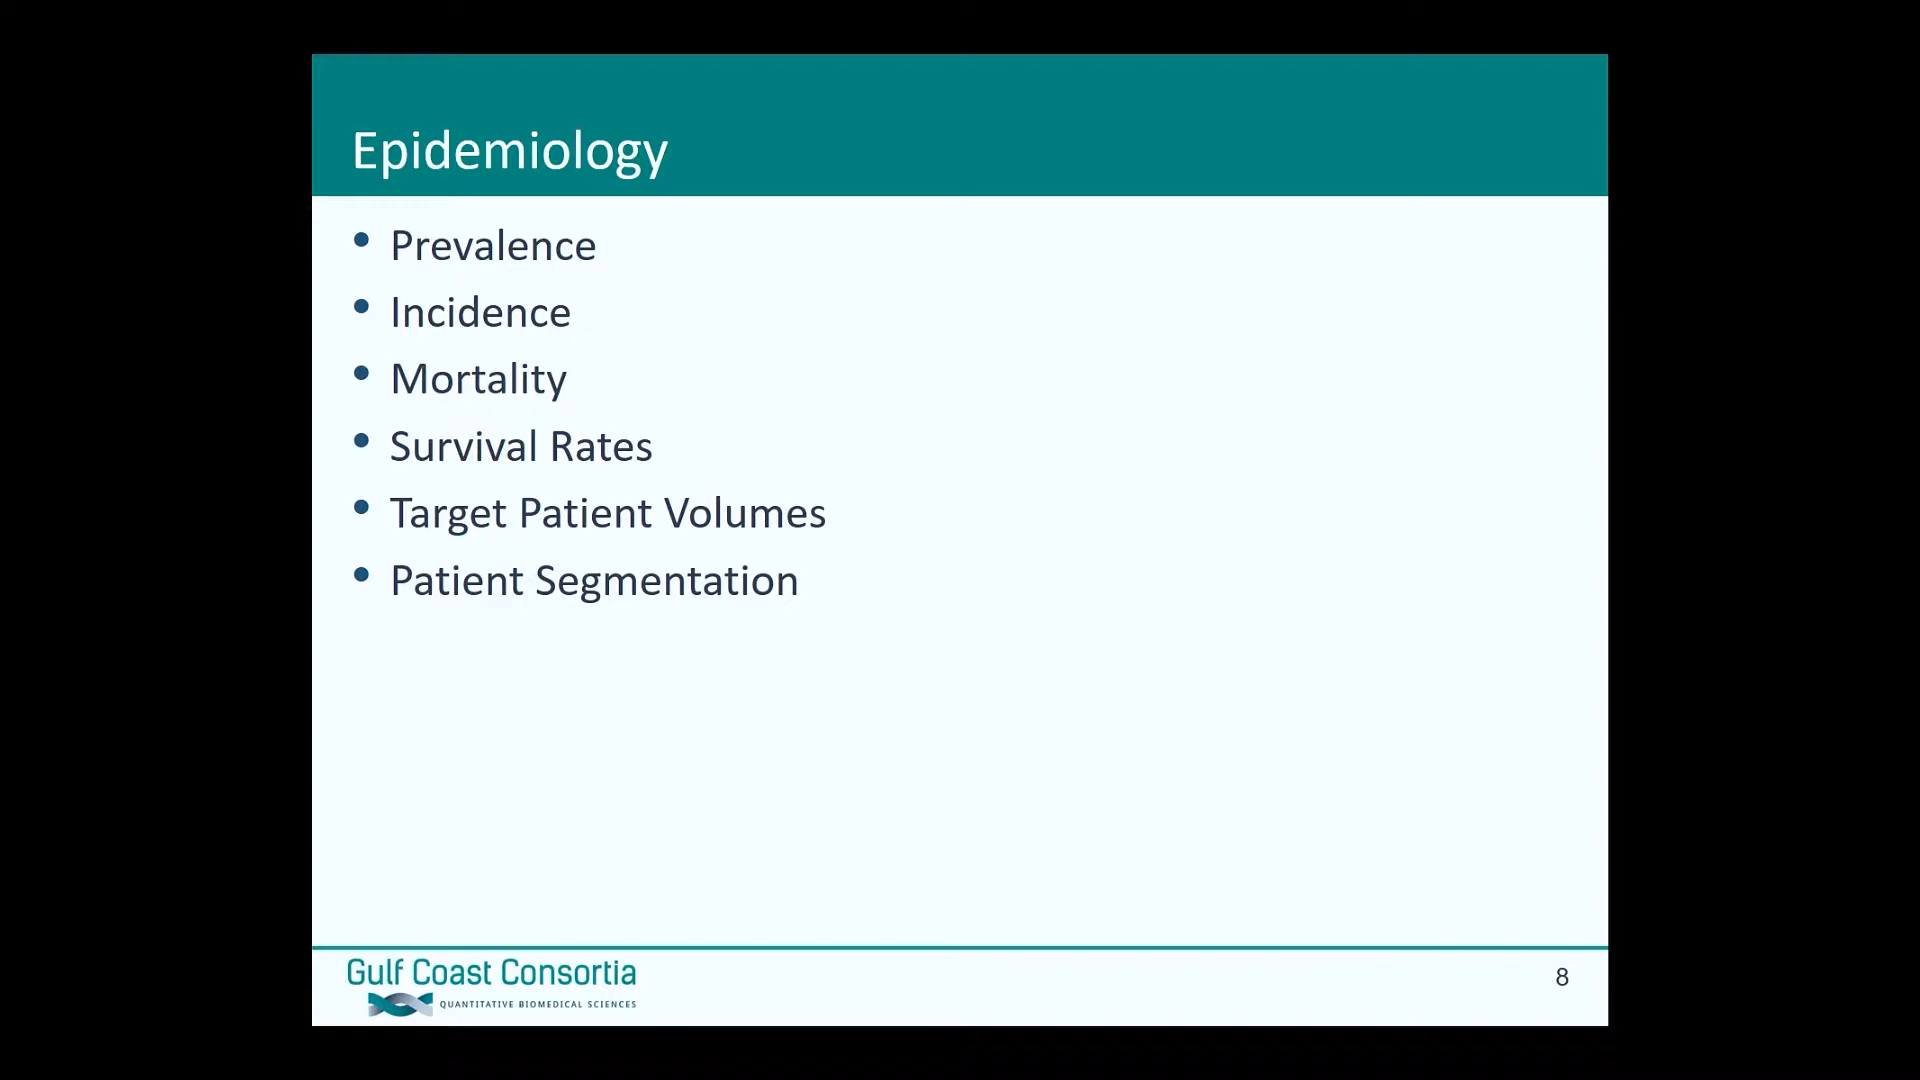 Epidemiology
• Prevalence
• Incidence
• Mortality
• Survival Rates
• Target Patient Volumes
• Patient Segmentation
Gulf Coast Consortia
QUANTITATIVE BIOMEDICAL SCIENCES
8